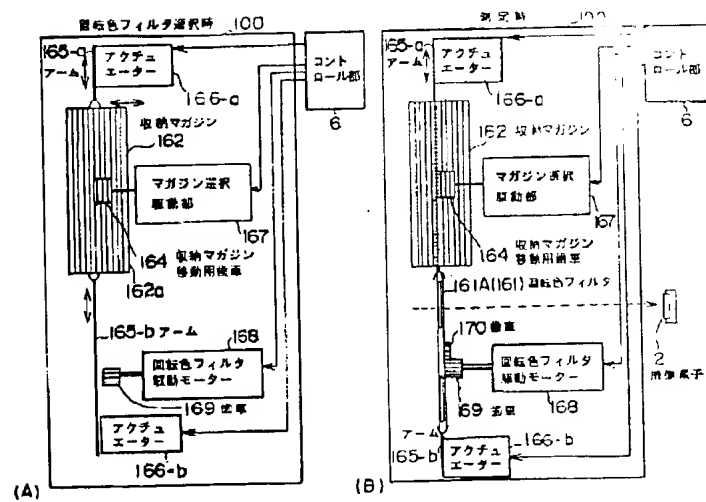 回転色フィルタ選択時
100
165-a
アーム
アクチュ
エーター
166-a
コント
ロール部
6
収納マガジン
162
マガジン選択
駆動部
167
164 収納マガジン
移動用歯車
162a
165-b アーム
168
回転色フィルタ
駆動モーター
169 歯車
アクチュ
エーター
166-b
(A)
測定時
100
165-a
アーム
アクチュ
エーター
166-a
コント
ロール部
6
162 収納マガジン
マガジン選択
駆動部
167
164 収納マガジン
移動用歯車
161A(161) 回転色フィルタ
170 歯車
2
撮像素子
回転色フィルタ
駆動モーター
169 歯車
168
アーム
165-b
アクチュ
エーター
166-b
(B)